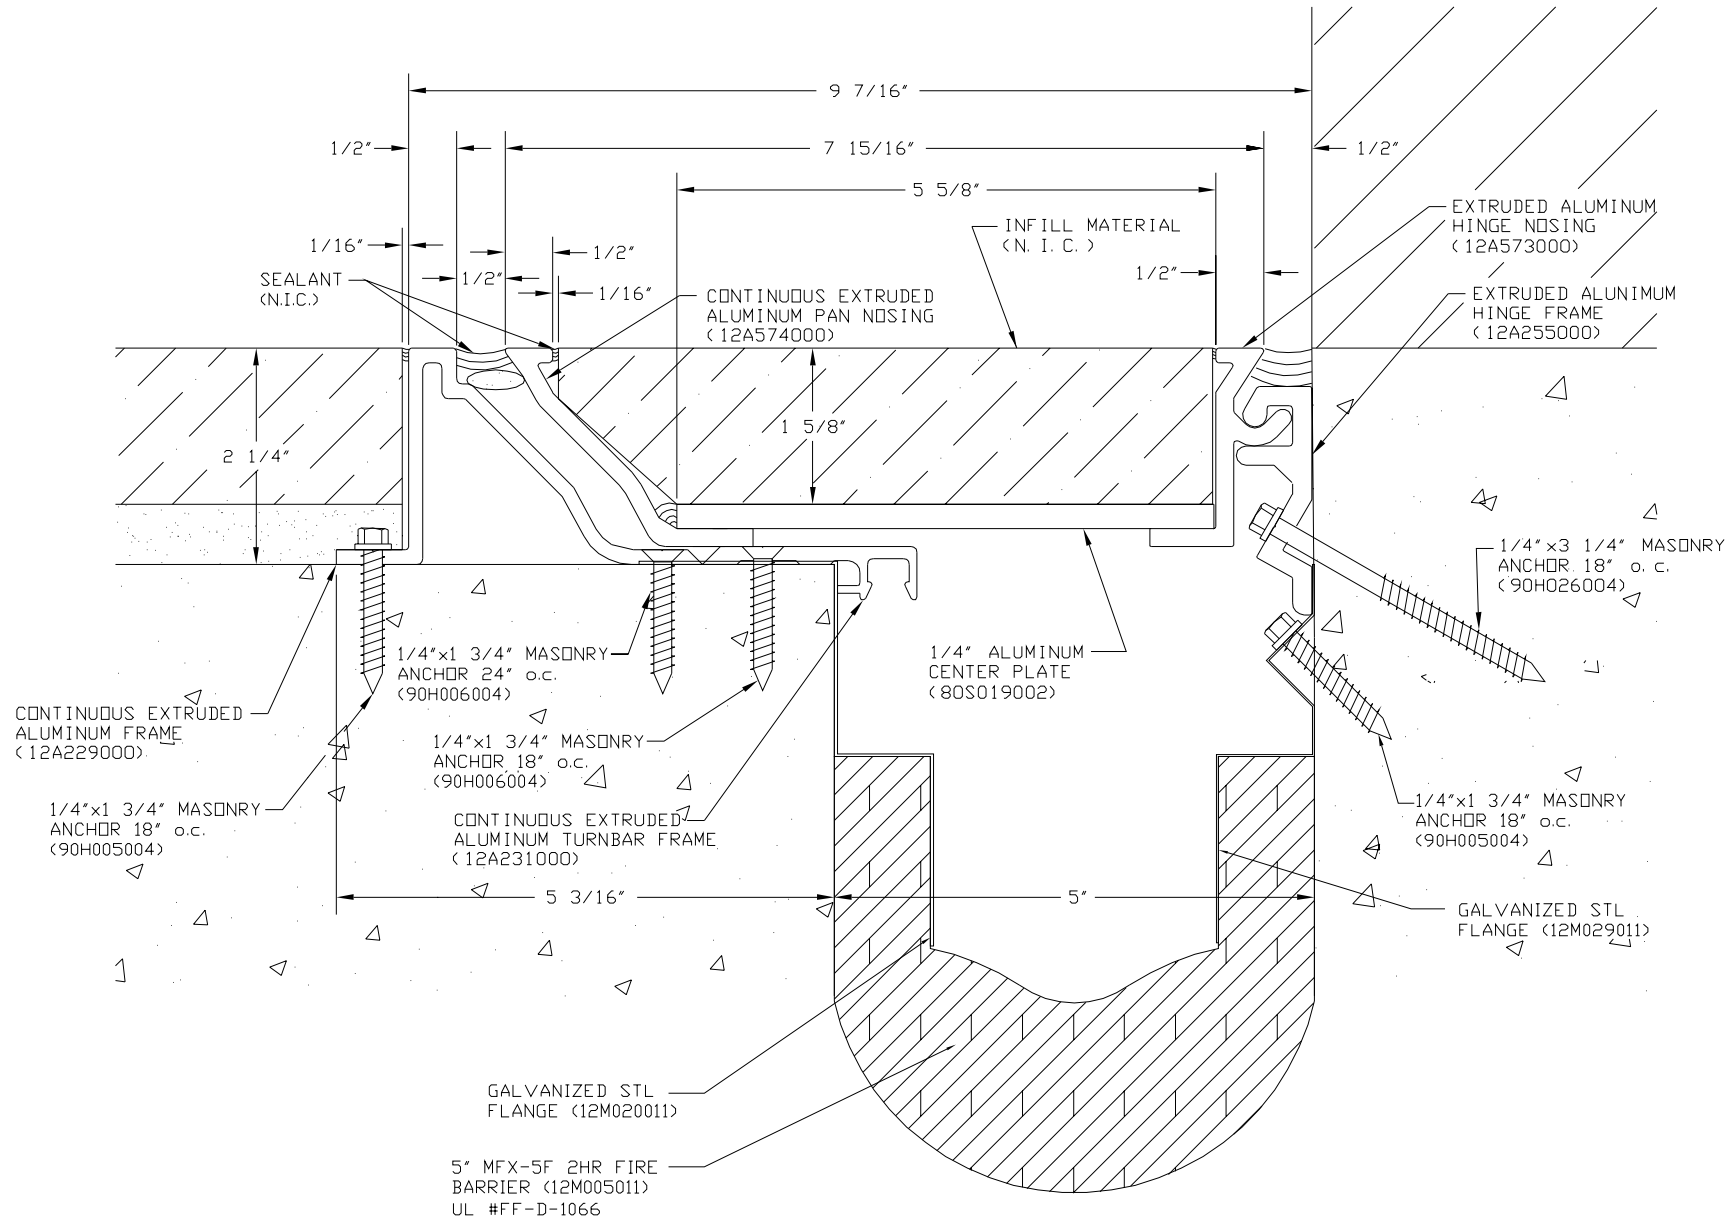 9 7/16"
1/2"
7 15/16"
1/2"
5 5/8"
EXTRUDED ALUMINUM
HINGE NOSING
(12A573000)
INFILL MATERIAL
(N.I.C.)
1/16"
1/2"
SEALANT
(N.I.C.)
1/2"
1/16"
1/2"
CONTINUOUS EXTRUDED
ALUMINUM PAN NOSING
(12A574000)
EXTRUDED ALUNIMUM
HINGE FRAME
(12A255000)
2 1/4"
1 5/8"
1/4"x3 1/4" MASONRY
ANCHOR 18" o.c.
(90H026004)
1/4"x1 3/4" MASONRY
ANCHOR 24" o.c.
(90H006004)
1/4" ALUMINUM
CENTER PLATE
(80S019002)
CONTINUOUS EXTRUDED
ALUMINUM FRAME
(12A229000)
1/4"x1 3/4" MASONRY
ANCHOR 18" o.c.
(90H006004)
1/4"x1 3/4" MASONRY
ANCHOR 18" o.c.
(90H005004)
CONTINUOUS EXTRUDED
ALUMINUM TURNBAR FRAME
(12A231000)
1/4"x1 3/4" MASONRY
ANCHOR 18" o.c.
(90H005004)
5 3/16"
5"
GALVANIZED STL
FLANGE (12M029011)
GALVANIZED STL
FLANGE (12M020011)
5" MFX-5F 2HR FIRE
BARRIER (12M005011)
UL #FF-D-1066